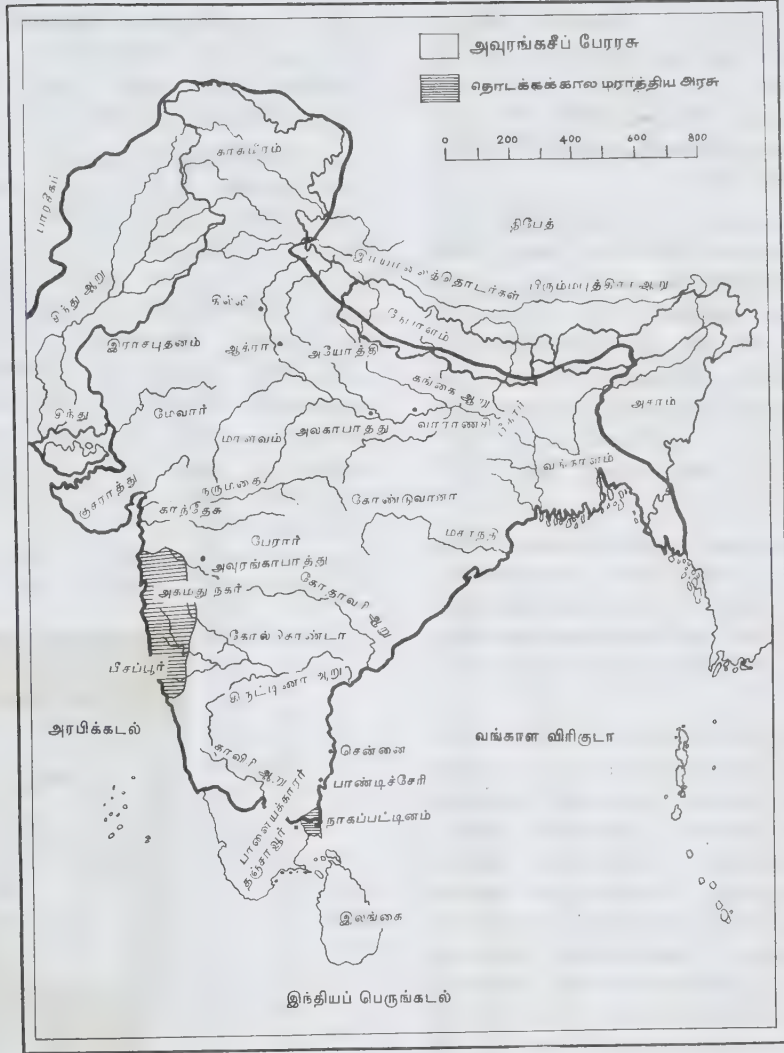 அவுரங்கசீப் பேரரசு
தொடக்கக்கால மராத்திய அரசு
0 200 400 600 800
காசுமீரம்
பாரசீகப்
திபேத்
இமயமலைத்தொடர்கள்
பிரும்மபுத்திரா ஆறு
சிந்து ஆறு
தில்லி
நேபாளம்
இராசபுதனம்
ஆக்ரா
அயோத்தி
கங்கை ஆறு
அசாம்
சிந்து
மேவார்
மாளவம்
அலகாபாத்து
வாராணசி
பீகார்
வங்காளம்
குசராத்து
நருமதை
காந்தேசு
கோண்டுவானா
மகாநதி
பேரார்
அவுரங்காபாத்து
அகமது நகர்
கோதாவரி ஆறு
கோல்கொண்டா
பீசப்பூர்
கிருட்டினா ஆறு
அரபிக்கடல்
வங்காள விரிகுடா
காவிரி ஆறு
சென்னை
பாண்டிச்சேரி
பாளையக்காரர்
நாகப்பட்டினம்
தஞ்சாவூர்
இலங்கை
இந்தியப் பெருங்கடல்